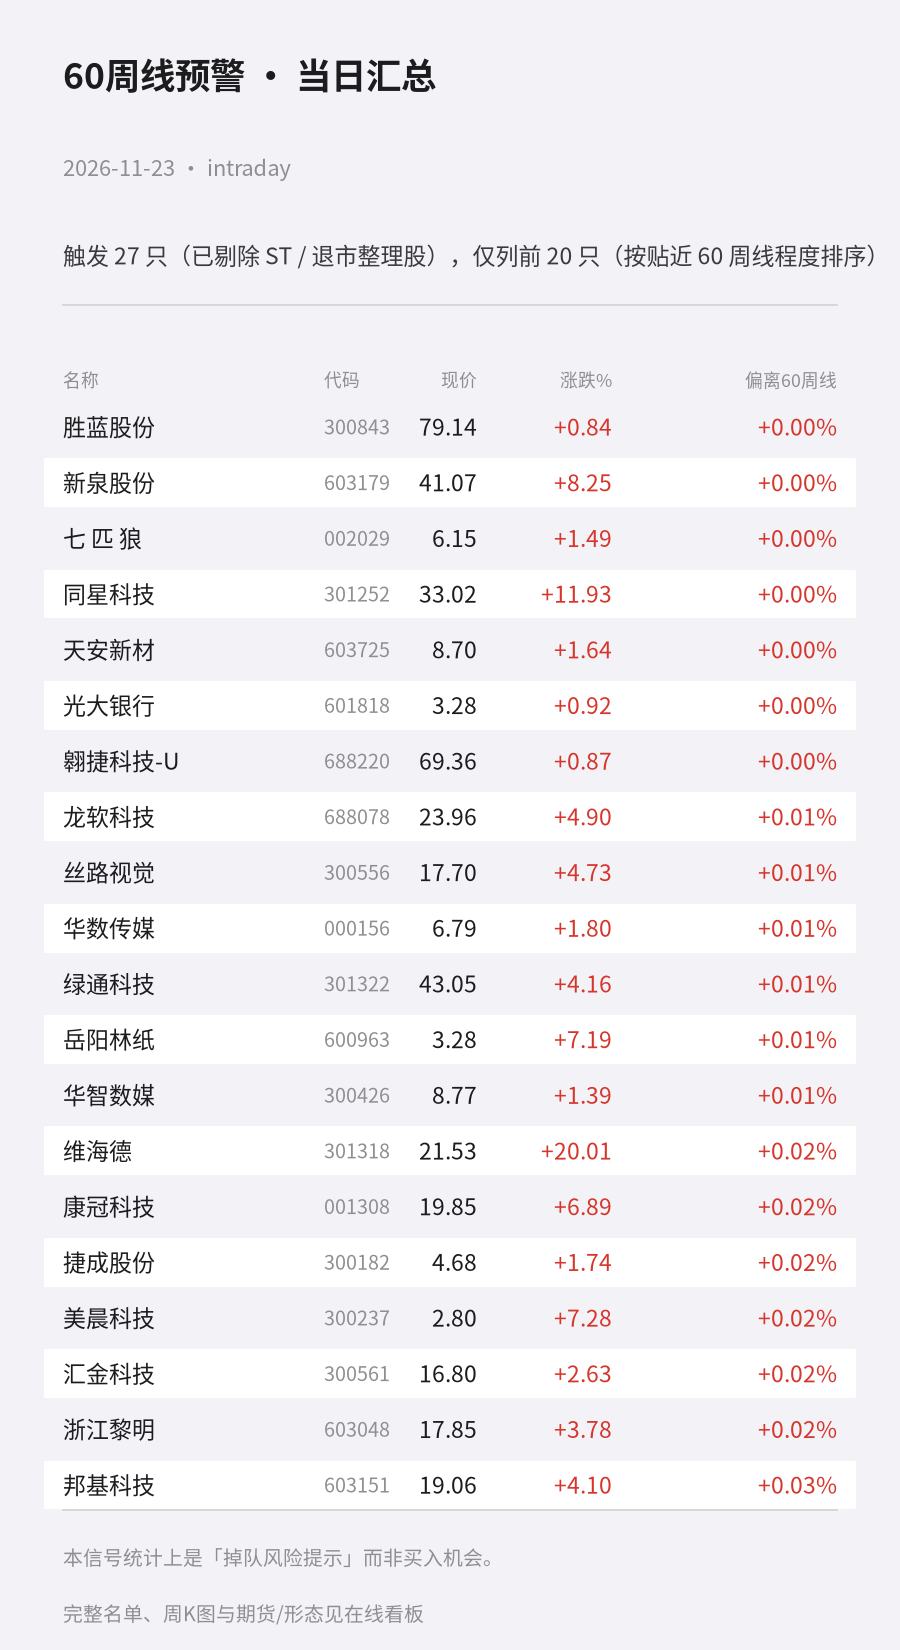 60周线预警 · 当日汇总
2026-11-23 · intraday
触发 27 只（已剔除 ST / 退市整理股），仅列前 20 只（按贴近 60 周线程度排序）
名称 代码 现价 涨跌% 偏离60周线
胜蓝股份 300843 79.14 +0.84 +0.00%
新泉股份 603179 41.07 +8.25 +0.00%
七 匹 狼 002029 6.15 +1.49 +0.00%
同星科技 301252 33.02 +11.93 +0.00%
天安新材 603725 8.70 +1.64 +0.00%
光大银行 601818 3.28 +0.92 +0.00%
翱捷科技-U 688220 69.36 +0.87 +0.00%
龙软科技 688078 23.96 +4.90 +0.01%
丝路视觉 300556 17.70 +4.73 +0.01%
华数传媒 000156 6.79 +1.80 +0.01%
绿通科技 301322 43.05 +4.16 +0.01%
岳阳林纸 600963 3.28 +7.19 +0.01%
华智数媒 300426 8.77 +1.39 +0.01%
维海德 301318 21.53 +20.01 +0.02%
康冠科技 001308 19.85 +6.89 +0.02%
捷成股份 300182 4.68 +1.74 +0.02%
美晨科技 300237 2.80 +7.28 +0.02%
汇金科技 300561 16.80 +2.63 +0.02%
浙江黎明 603048 17.85 +3.78 +0.02%
邦基科技 603151 19.06 +4.10 +0.03%
本信号统计上是「掉队风险提示」而非买入机会。
完整名单、周K图与期货/形态见在线看板